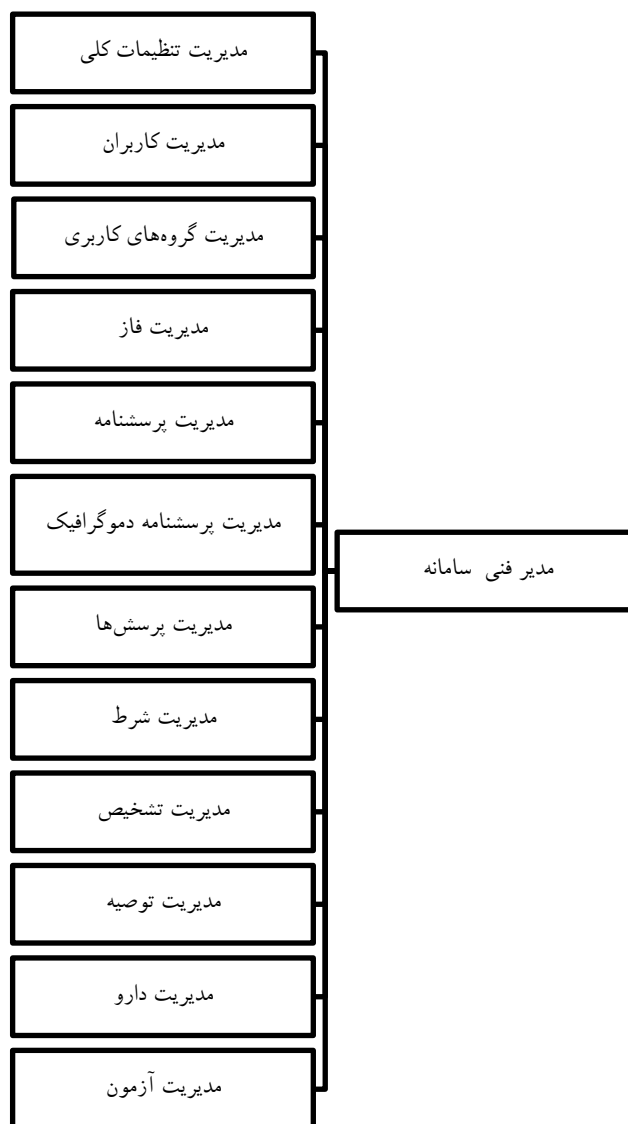 مدیر فنی سامانه
مدیریت تنظیمات کلی
مدیریت کاربران
مدیریت گروه‌های کاربری
مدیریت فاز
مدیریت پرسشنامه
مدیریت پرسشنامه دموگرافیک
مدیریت پرسش‌ها
مدیریت شرط
مدیریت تشخیص
مدیریت توصیه
مدیریت دارو
مدیریت آزمون